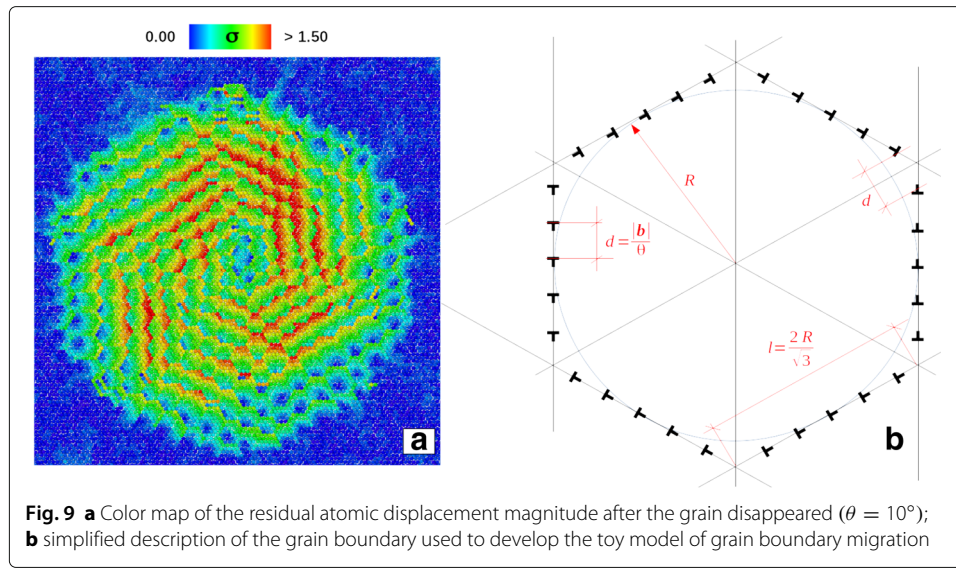 0.00 σ > 1.50
a
R
d
d = |b| / θ
l = 2 R / √3
b
Fig. 9 a Color map of the residual atomic displacement magnitude after the grain disappeared (θ = 10°);
b simplified description of the grain boundary used to develop the toy model of grain boundary migration